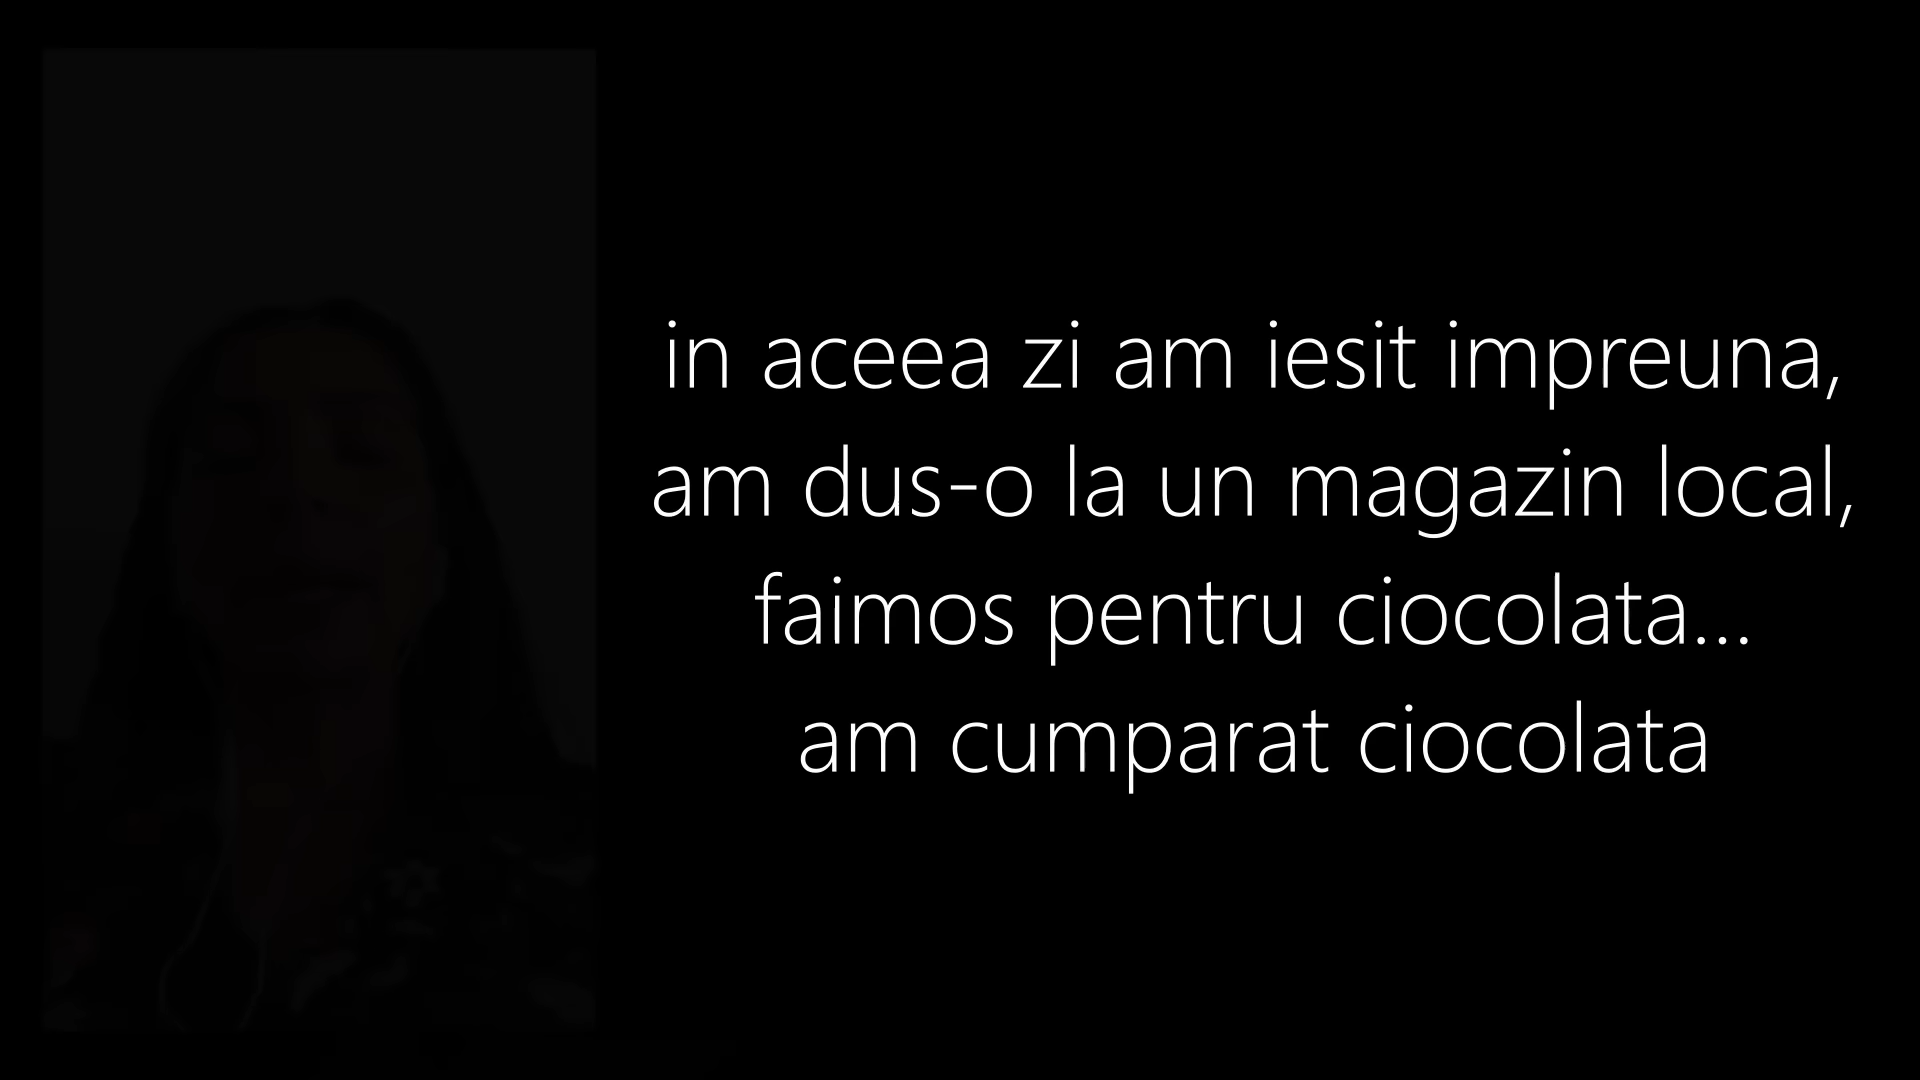 in aceea zi am iesit impreuna,
am dus-o la un magazin local,
faimos pentru ciocolata...
am cumparat ciocolata